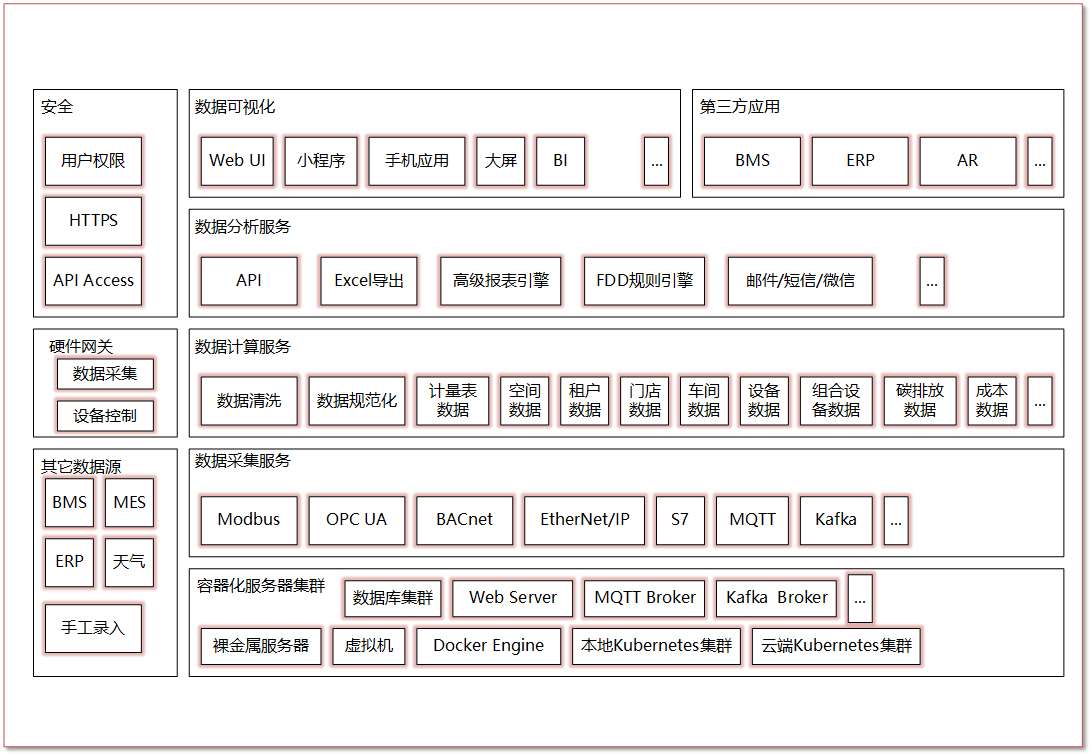 安全
用户权限
HTTPS
API Access
数据可视化
Web UI
小程序
手机应用
大屏
BI
...
第三方应用
BMS
ERP
AR
...
数据分析服务
API
Excel导出
高级报表引擎
FDD规则引擎
邮件/短信/微信
...
硬件网关
数据采集
设备控制
数据计算服务
数据清洗
数据规范化
计量表
数据
空间
数据
租户
数据
门店
数据
车间
数据
设备
数据
组合设
备数据
碳排放
数据
成本
数据
...
其它数据源
BMS
MES
ERP
天气
手工录入
数据采集服务
Modbus
OPC UA
BACnet
EtherNet/IP
S7
MQTT
Kafka
...
容器化服务器集群
数据库集群
Web Server
MQTT Broker
Kafka  Broker
...
裸金属服务器
虚拟机
Docker Engine
本地Kubernetes集群
云端Kubernetes集群